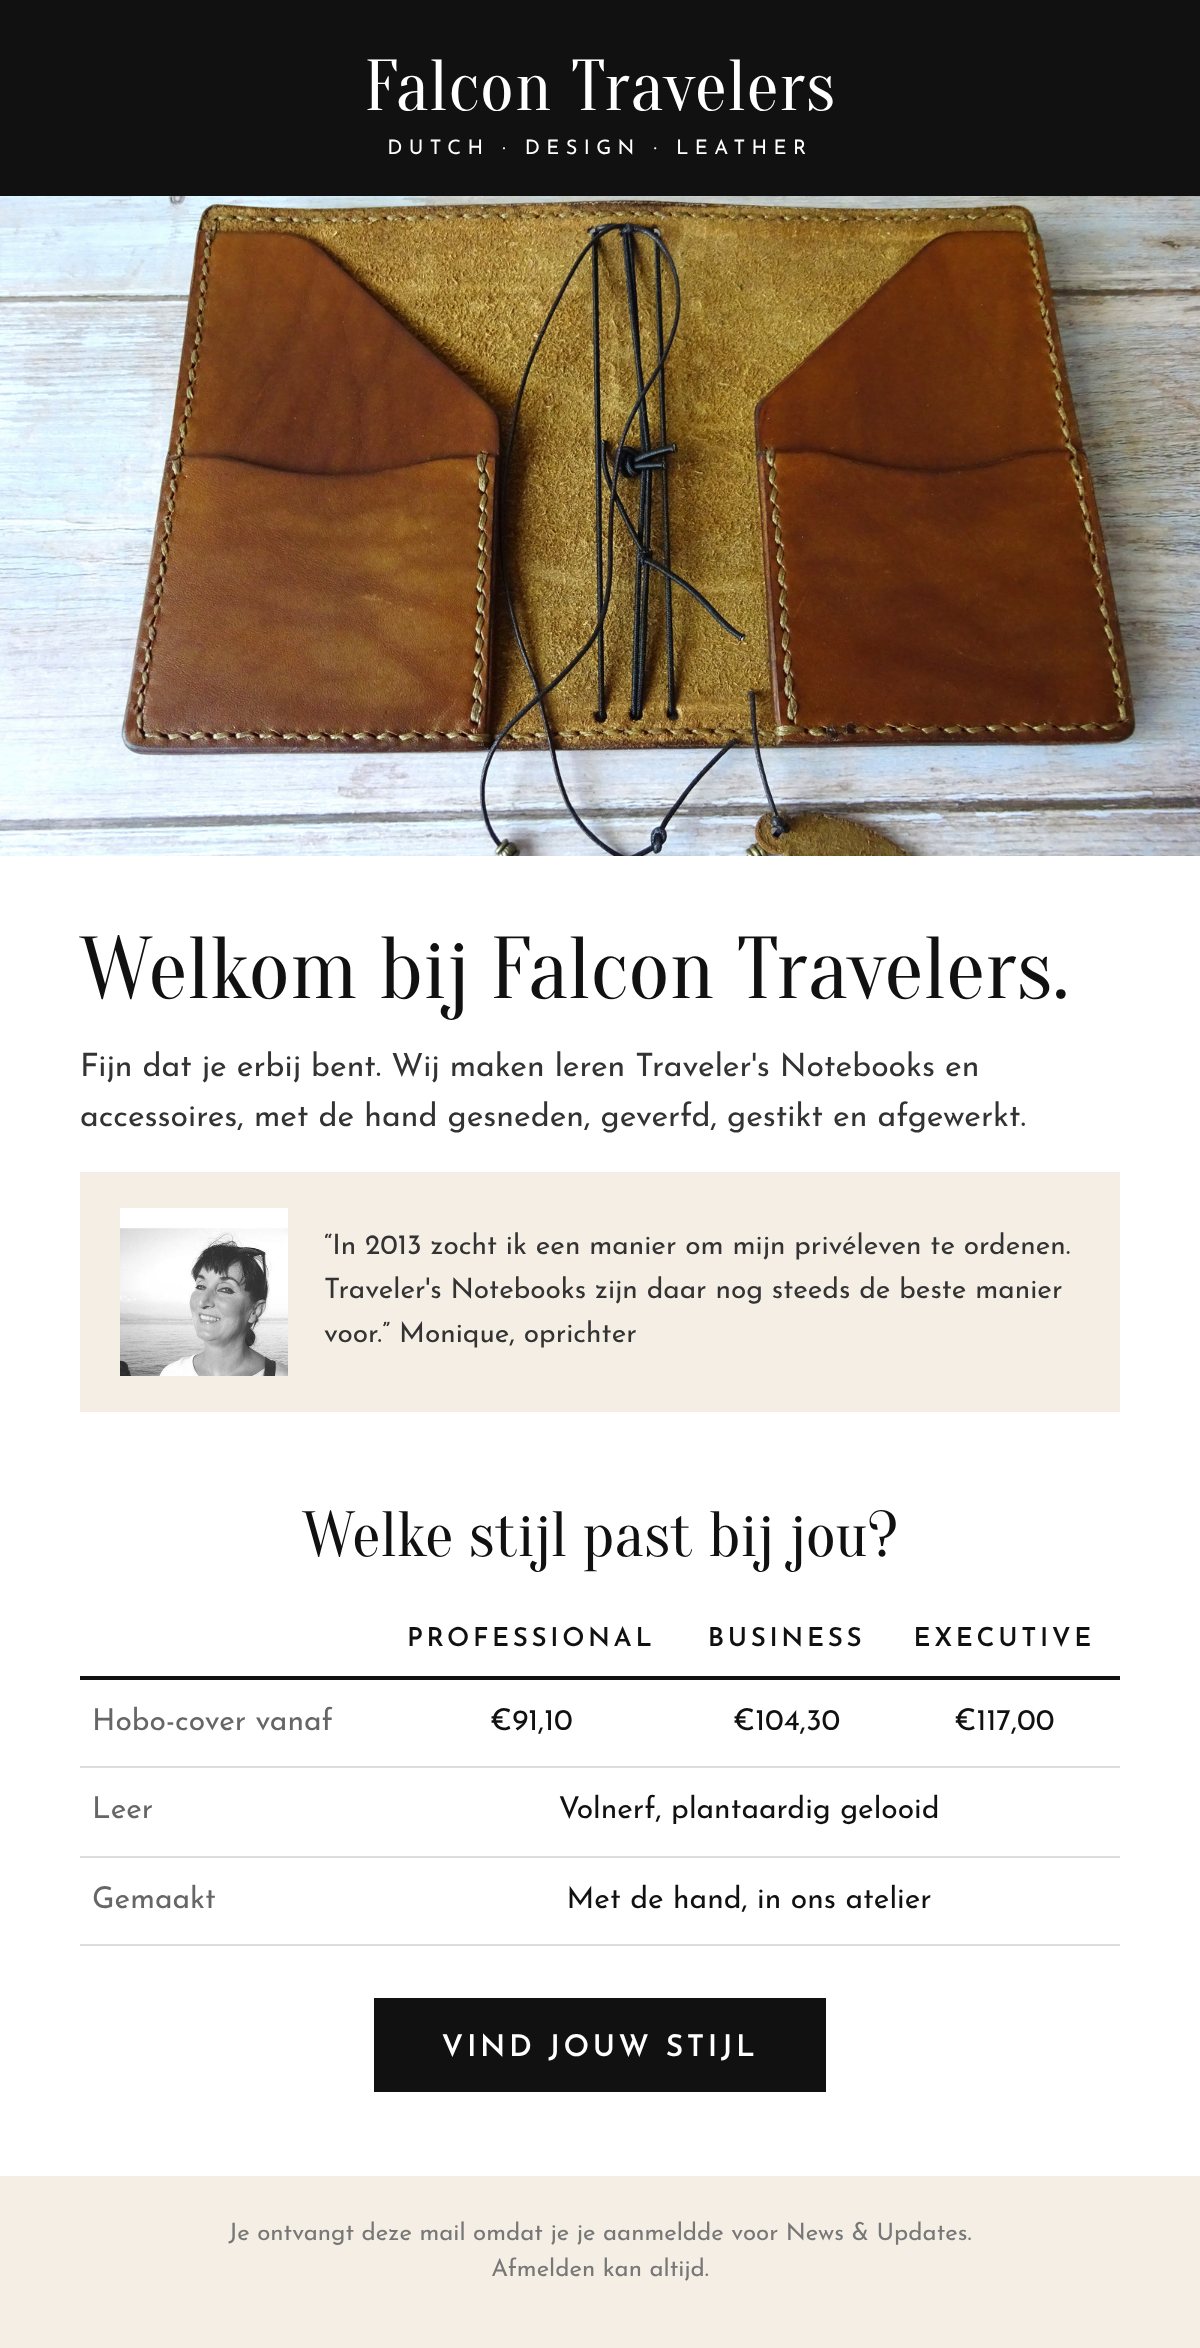 Falcon Travelers
DUTCH · DESIGN · LEATHER
Welkom bij Falcon Travelers.
Fijn dat je erbij bent. Wij maken leren Traveler's Notebooks en
accessoires, met de hand gesneden, geverfd, gestikt en afgewerkt.
“In 2013 zocht ik een manier om mijn privéleven te ordenen.
Traveler's Notebooks zijn daar nog steeds de beste manier
voor.” Monique, oprichter
Welke stijl past bij jou?
PROFESSIONAL BUSINESS EXECUTIVE
Hobo-cover vanaf €91,10 €104,30 €117,00
Leer Volnerf, plantaardig gelooid
Gemaakt Met de hand, in ons atelier
VIND JOUW STIJL
Je ontvangt deze mail omdat je je aanmeldde voor News & Updates.
Afmelden kan altijd.